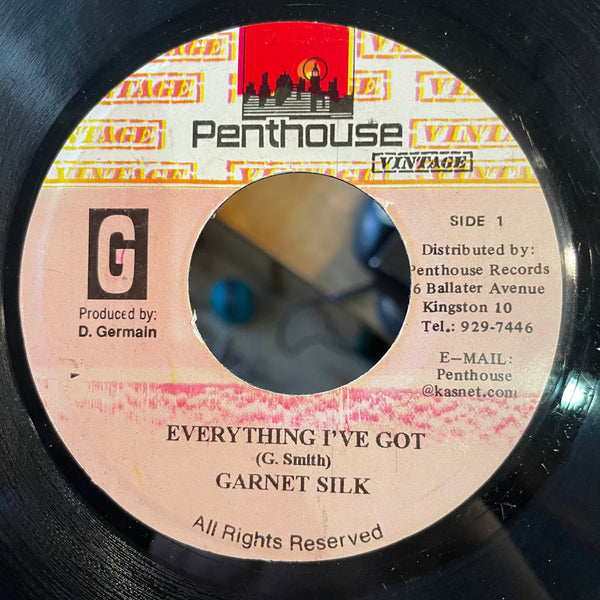 VINTAGE
VINTAGE
Penthouse
VINTAGE
G
Produced by:
D. Germain
SIDE 1
Distributed by:
Penthouse Records
6 Ballater Avenue
Kingston 10
Tel.: 929-7446
E-MAIL:
Penthouse
@kasnet.com
EVERYTHING I'VE GOT
(G. Smith)
GARNET SILK
All Rights Reserved